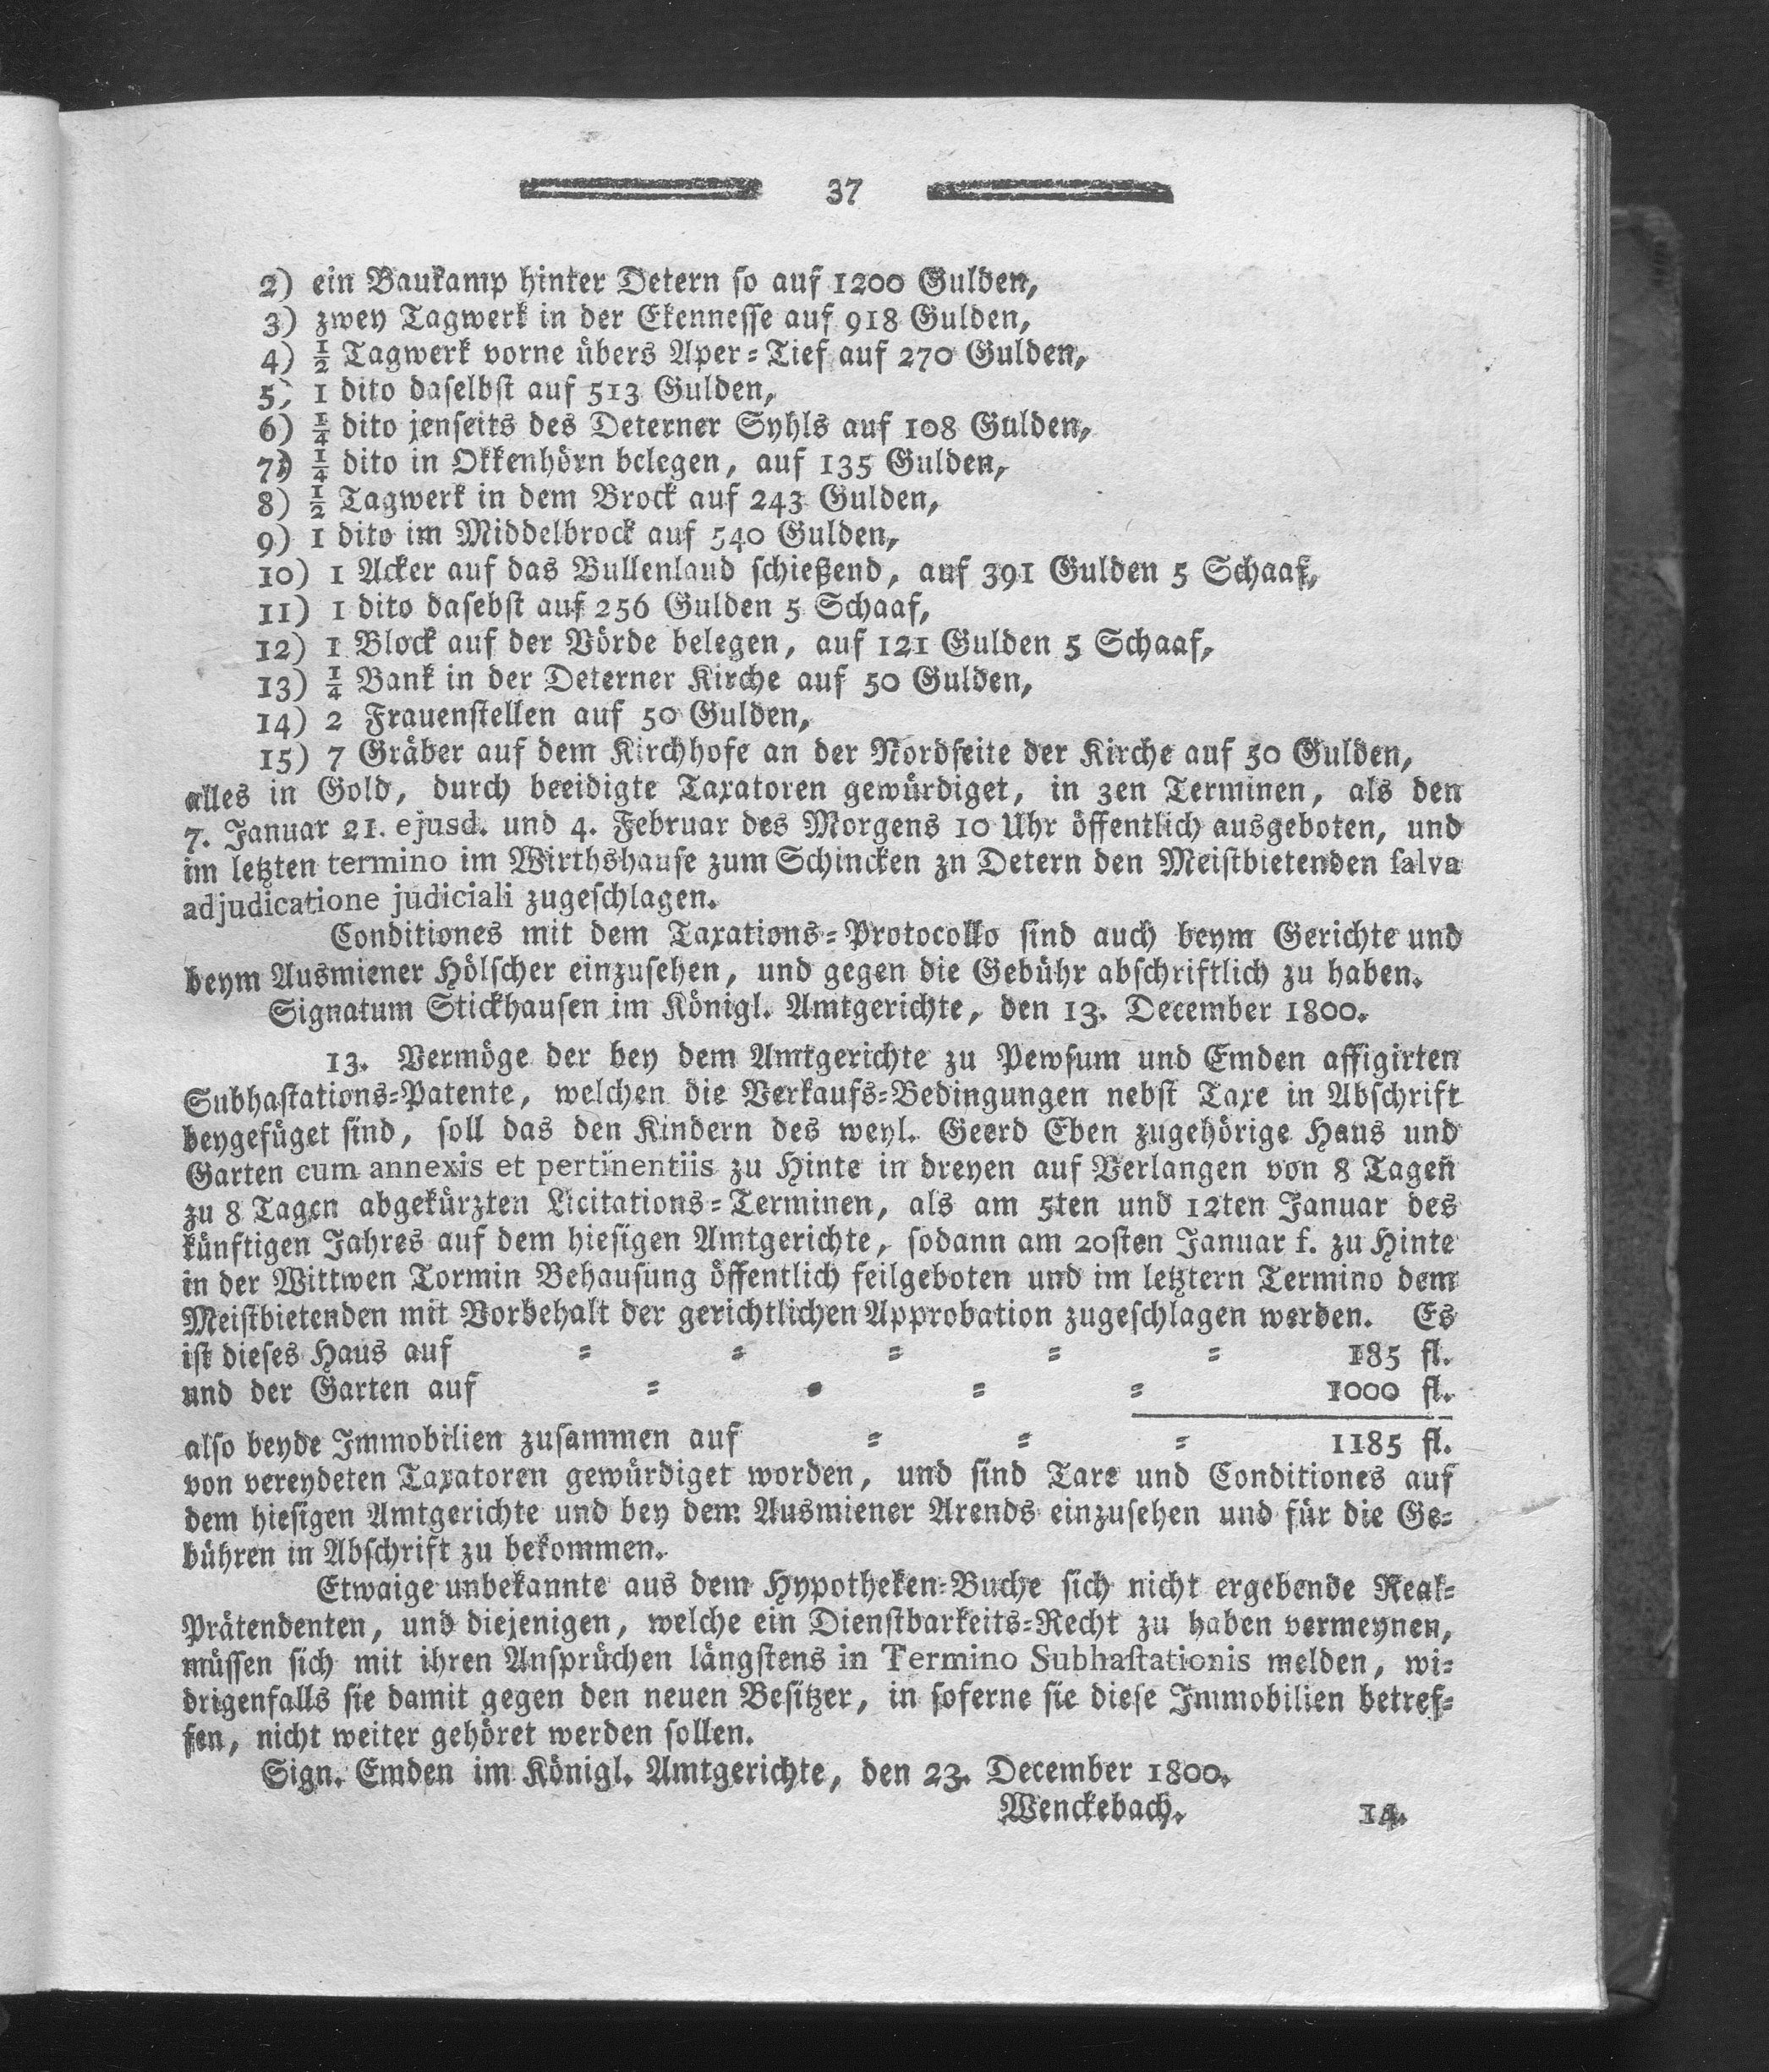 37
2) ein Baukamp hinter Detern so auf 1200 Gulden,
3) zwey Tagwerk in der Ekennesse auf 918 Gulden,
4) ½ Tagwerk vorne übers Aper-Tief auf 270 Gulden,
5) 1 dito daselbst auf 513 Gulden,
6) ¼ dito jenseits des Deterner Syhls auf 108 Gulden,
7) ¼ dito in Okkenhörn belegen, auf 135 Gulden,
8) ½ Tagwerk in dem Brock auf 243 Gulden,
9) 1 dito im Middelbrock auf 540 Gulden,
10) 1 Acker auf das Bullenland schießend, auf 391 Gulden 5 Schaaf,
11) 1 dito dasebst auf 256 Gulden 5 Schaaf,
12) 1 Block auf der Vörde belegen, auf 121 Gulden 5 Schaaf,
13) ¼ Bank in der Deterner Kirche auf 50 Gulden,
14) 2 Frauenstellen auf 50 Gulden,
15) 7 Gräber auf dem Kirchhofe an der Nordseite der Kirche auf 50 Gulden,
alles in Gold, durch beeidigte Taxatoren gewürdiget, in 3en Terminen, als den
7. Januar 21. ejusd. und 4. Februar des Morgens 10 Uhr öffentlich ausgeboten, und
im letzten termino im Wirthshause zum Schincken zn Detern den Meistbietenden salva
adjudicatione judiciali zugeschlagen.
Conditiones mit dem Taxations-Protocollo sind auch beym Gerichte und
beym Ausmiener Hölscher einzusehen, und gegen die Gebühr abschriftlich zu haben.
Signatum Stickhausen im Königl. Amtgerichte, den 13. December 1800.
13. Vermöge der bey dem Amtgerichte zu Pewsum und Emden affigirten
Subhastations-Patente, welchen die Verkaufs-Bedingungen nebst Taxe in Abschrift
beygefüget sind, soll das den Kindern des weyl. Geerd Eben zugehörige Haus und
Garten cum annexis et pertinentiis zu Hinte in dreyen auf Verlangen von 8 Tagen
zu 8 Tagen abgekürzten Licitations-Terminen, als am 5ten und 12ten Januar des
künftigen Jahres auf dem hiesigen Amtgerichte, sodann am 20sten Januar f. zu Hinte
in der Wittwen Tormin Behausung öffentlich feilgeboten und im letztern Termino dem
Meistbietenden mit Vorbehalt der gerichtlichen Approbation zugeschlagen werden. Es
ist dieses Haus auf = = = = = 185 fl.
und der Garten auf = = = = 1000 fl.
also beyde Immobilien zusammen auf = = = 1185 fl.
von vereydeten Taxatoren gewürdiget worden, und sind Tare und Conditiones auf
dem hiesigen Amtgerichte und bey dem Ausmiener Arends einzusehen und für die Ge-
bühren in Abschrift zu bekommen.
Etwaige unbekannte aus dem Hypotheken-Buche sich nicht ergebende Real-
Prätendenten, und diejenigen, welche ein Dienstbarkeits-Recht zu haben vermeynen,
müssen sich mit ihren Ansprüchen längstens in Termino Subhastationis melden, wi-
drigenfalls sie damit gegen den neuen Besitzer, in soferne sie diese Immobilien betref-
fen, nicht weiter gehöret werden sollen.
Sign. Emden im Königl. Amtgerichte, den 23. December 1800.
Wenckebach. 14.